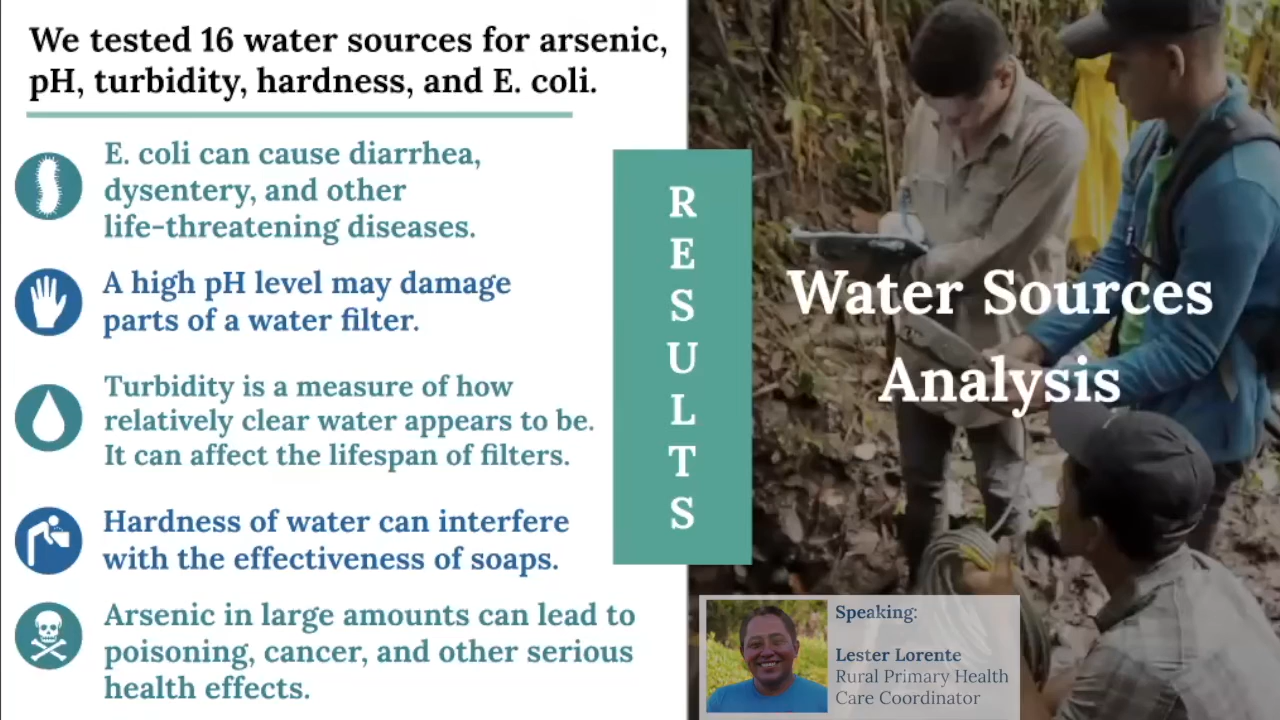 We tested 16 water sources for arsenic,
pH, turbidity, hardness, and E. coli.
E. coli can cause diarrhea,
dysentery, and other
life-threatening diseases.
A high pH level may damage
parts of a water filter.
Turbidity is a measure of how
relatively clear water appears to be.
It can affect the lifespan of filters.
Hardness of water can interfere
with the effectiveness of soaps.
Arsenic in large amounts can lead to
poisoning, cancer, and other serious
health effects.
R
E
S
U
L
T
S
Water Sources
Analysis
Speaking:
Lester Lorente
Rural Primary Health
Care Coordinator